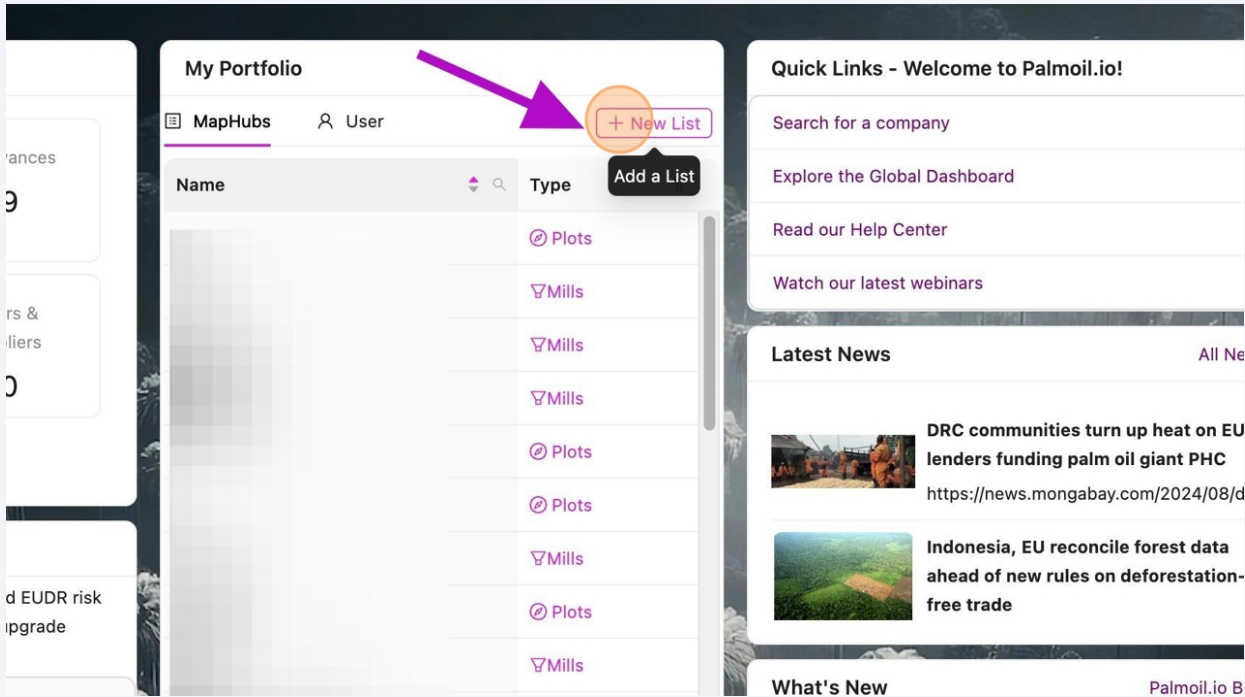 ances
9
rs &
liers
0
d EUDR risk
upgrade
My Portfolio
MapHubs
User
+ New List
Add a List
Name
Type
Plots
Mills
Mills
Mills
Plots
Plots
Mills
Plots
Mills
Quick Links - Welcome to Palmoil.io!
Search for a company
Explore the Global Dashboard
Read our Help Center
Watch our latest webinars
Latest News
All Ne
DRC communities turn up heat on EU
lenders funding palm oil giant PHC
https://news.mongabay.com/2024/08/d
Indonesia, EU reconcile forest data
ahead of new rules on deforestation-
free trade
What's New
Palmoil.io B